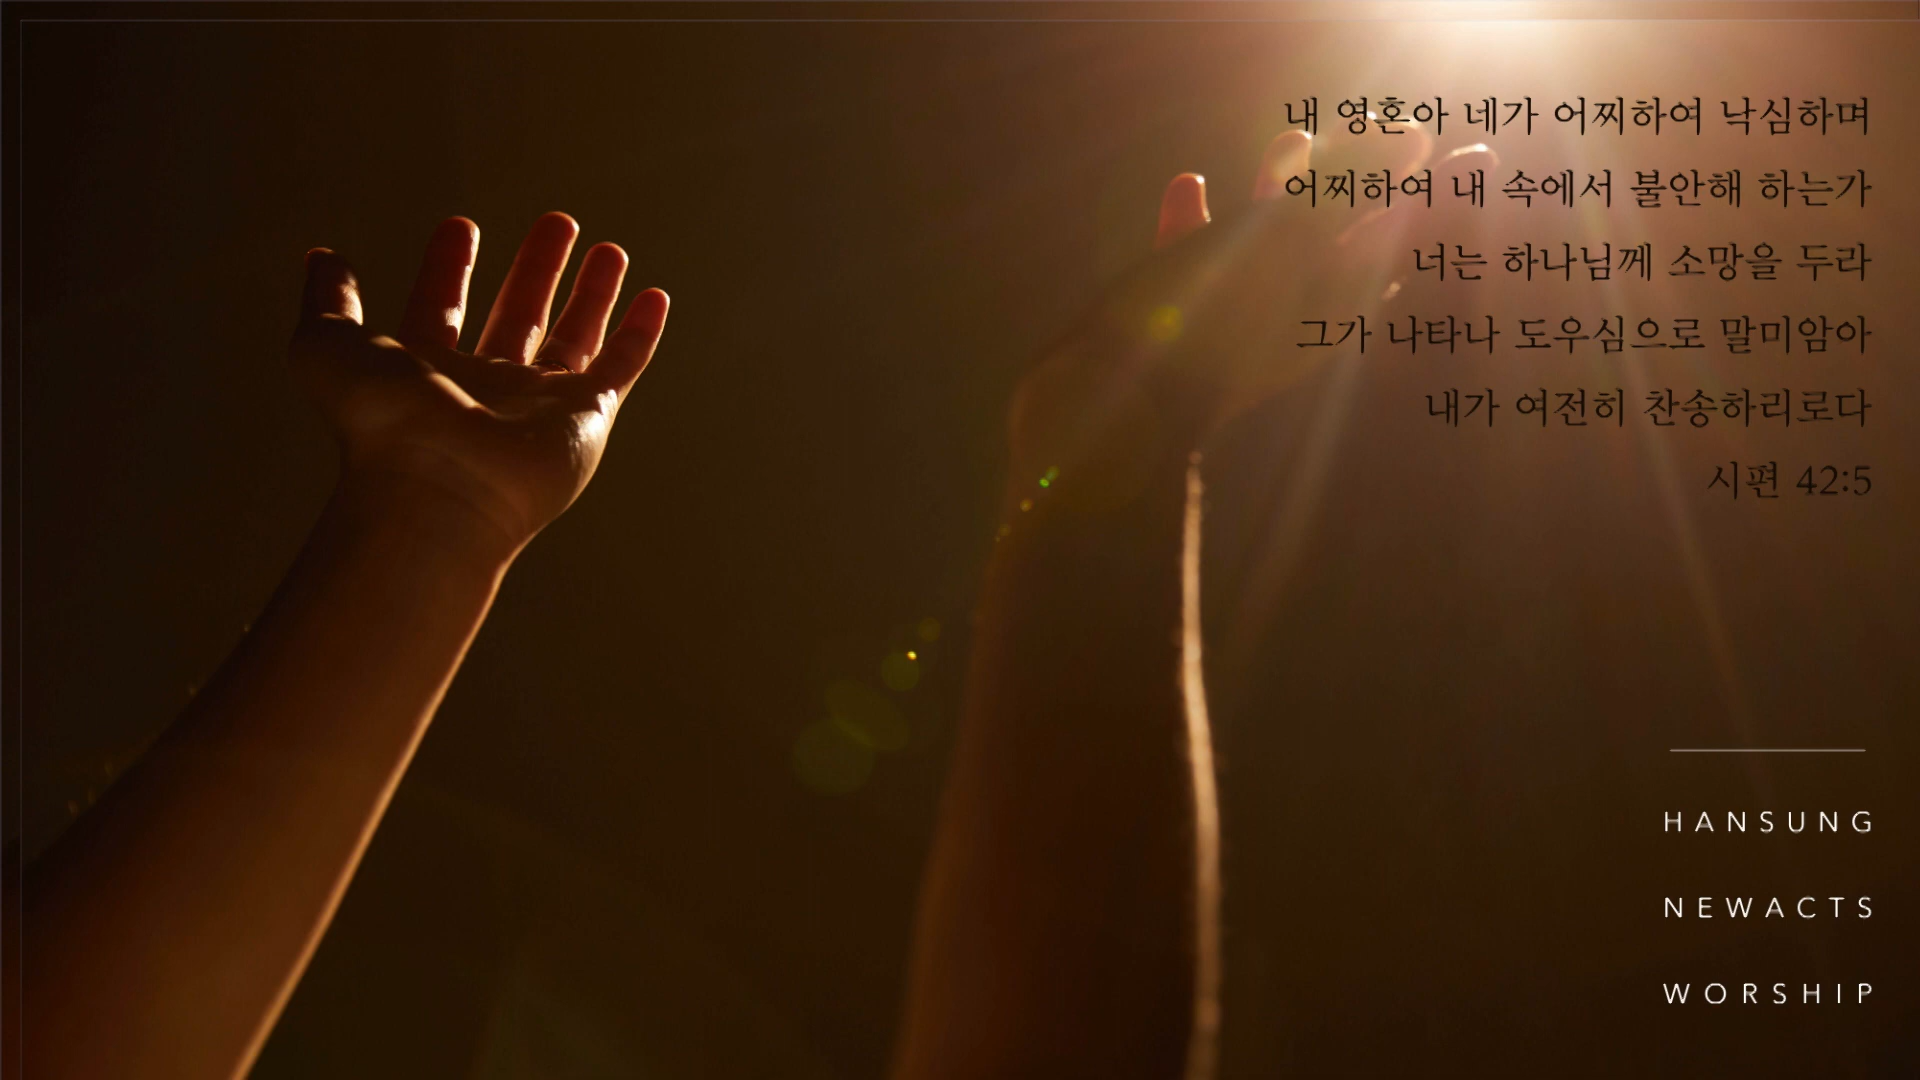 내 영혼아 네가 어찌하여 낙심하며
어찌하여 내 속에서 불안해 하는가
너는 하나님께 소망을 두라
그가 나타나 도우심으로 말미암아
내가 여전히 찬송하리로다
시편 42:5
HANSUNG
NEWACTS
WORSHIP